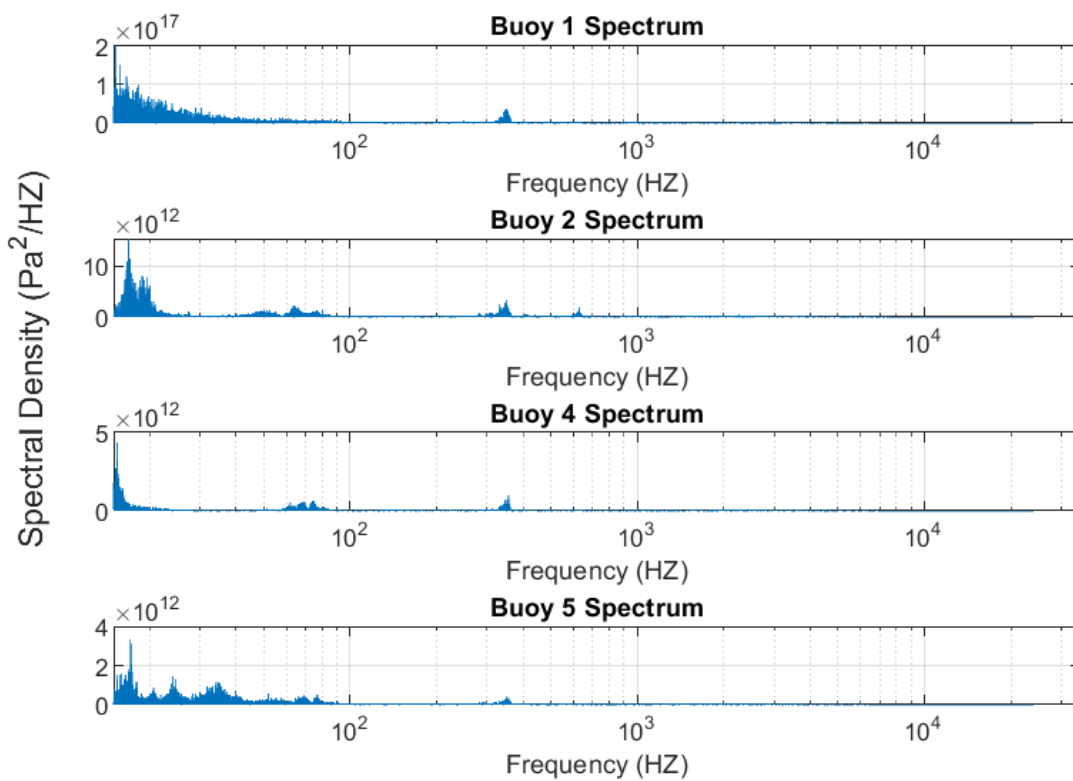 Spectral Density (Pa²/HZ)
Buoy 1 Spectrum
×10¹⁷
2
1
0
10² 10³ 10⁴
Frequency (HZ)
Buoy 2 Spectrum
×10¹²
10
0
10² 10³ 10⁴
Frequency (HZ)
Buoy 4 Spectrum
×10¹²
5
0
10² 10³ 10⁴
Frequency (HZ)
Buoy 5 Spectrum
×10¹²
4
2
0
10² 10³ 10⁴
Frequency (HZ)